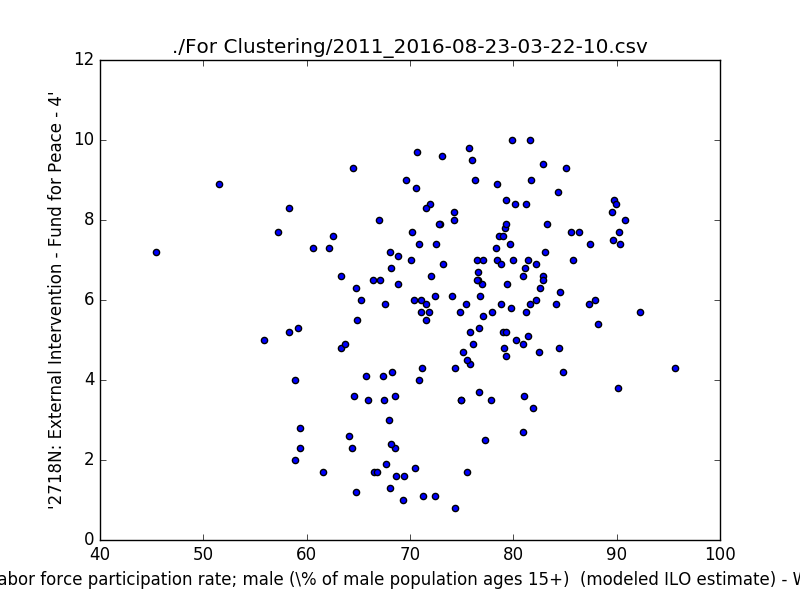 ./For Clustering/2011_2016-08-23-03-22-10.csv
'2718N: External Intervention - Fund for Peace - 4'
12
10
8
6
4
2
0
40 50 60 70 80 90 100
abor force participation rate; male (\% of male population ages 15+)  (modeled ILO estimate) -